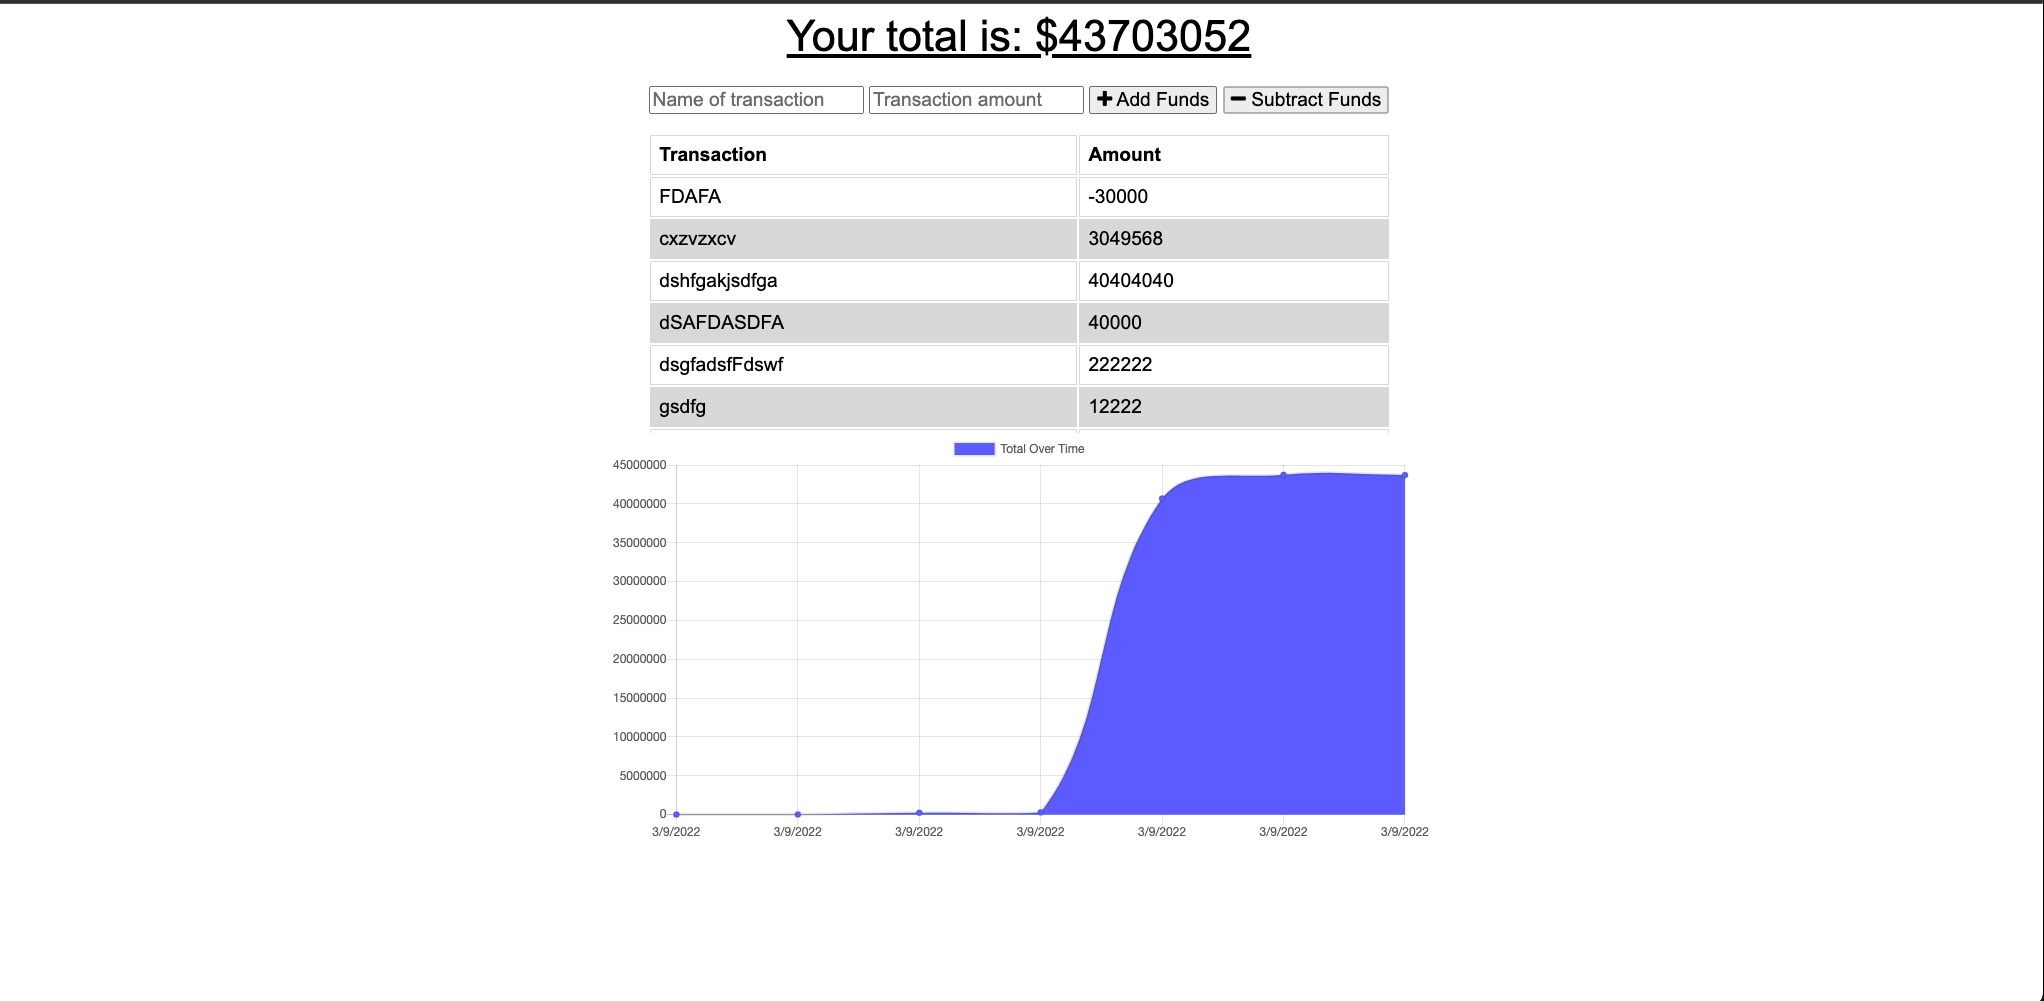 Your total is: $43703052
Name of transaction Transaction amount + Add Funds − Subtract Funds
Transaction Amount
FDAFA -30000
cxzvzxcv 3049568
dshfgakjsdfga 40404040
dSAFDASDFA 40000
dsgfadsfFdswf 222222
gsdfg 12222
Total Over Time
45000000
40000000
35000000
30000000
25000000
20000000
15000000
10000000
5000000
0
3/9/2022 3/9/2022 3/9/2022 3/9/2022 3/9/2022 3/9/2022 3/9/2022